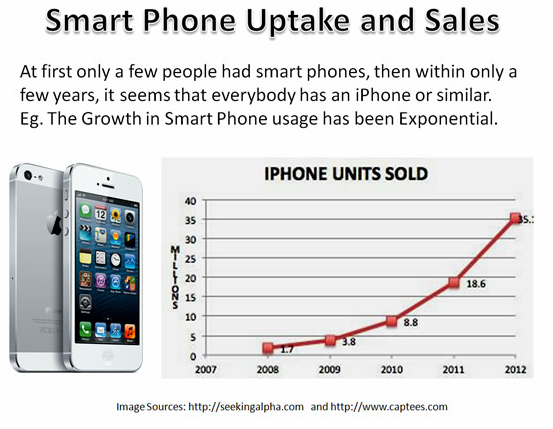 Smart Phone Uptake and Sales
At first only a few people had smart phones, then within only a
few years, it seems that everybody has an iPhone or similar.
Eg. The Growth in Smart Phone usage has been Exponential.
IPHONE UNITS SOLD
MILLIONS
40
35
30
25
20
15
10
5
0
1.7
3.8
8.8
18.6
35.1
2007 2008 2009 2010 2011 2012
Image Sources: http://seekingalpha.com and http://www.captees.com